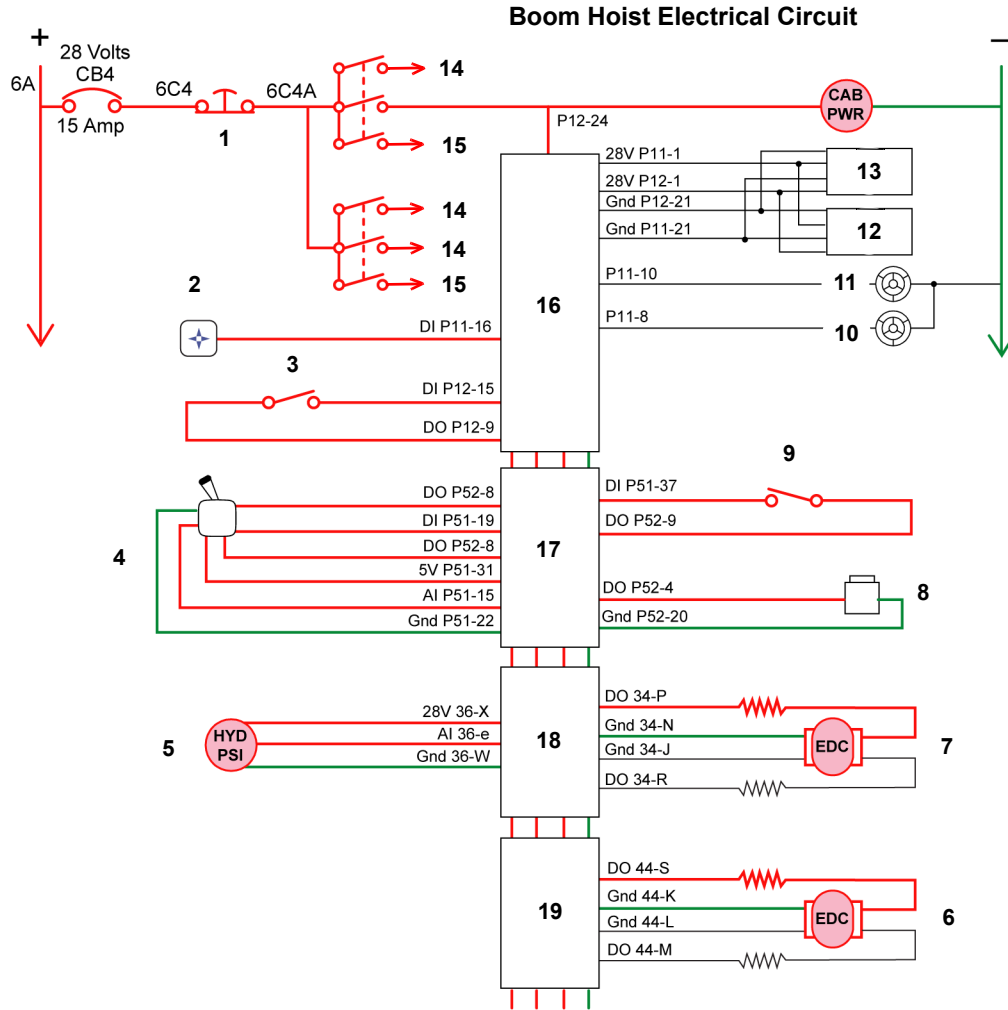 Boom Hoist Electrical Circuit
+
–
28 Volts
CB4
6A
6C4
6C4A
15 Amp
1
14
15
14
14
15
CAB
PWR
P12-24
28V P11-1
28V P12-1
Gnd P12-21
Gnd P11-21
13
12
P11-10
11
P11-8
10
16
2
DI P11-16
3
DI P12-15
DO P12-9
9
DO P52-8
DI P51-19
DO P52-8
5V P51-31
AI P51-15
Gnd P51-22
4
17
DI P51-37
DO P52-9
DO P52-4
Gnd P52-20
8
5
HYD
PSI
28V 36-X
AI 36-e
Gnd 36-W
18
DO 34-P
Gnd 34-N
Gnd 34-J
DO 34-R
EDC
7
19
DO 44-S
Gnd 44-K
Gnd 44-L
DO 44-M
EDC
6